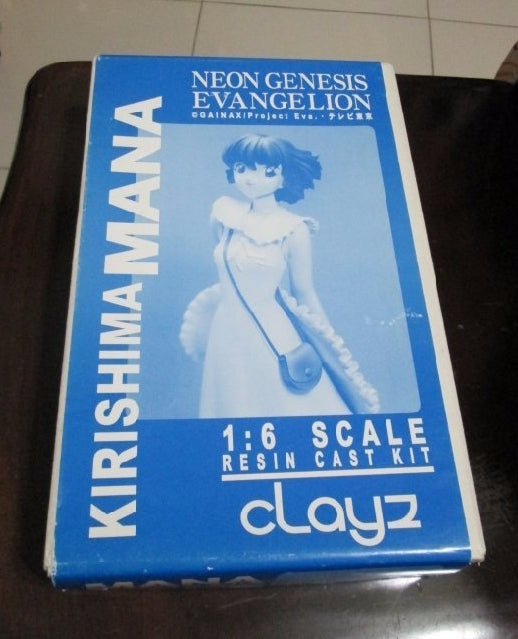 NEON GENESIS
EVANGELION
©GAINAX/Project Eva.・テレビ東京
KIRISHIMA MANA
1:6 SCALE
RESIN CAST KIT
cLayz
MANA